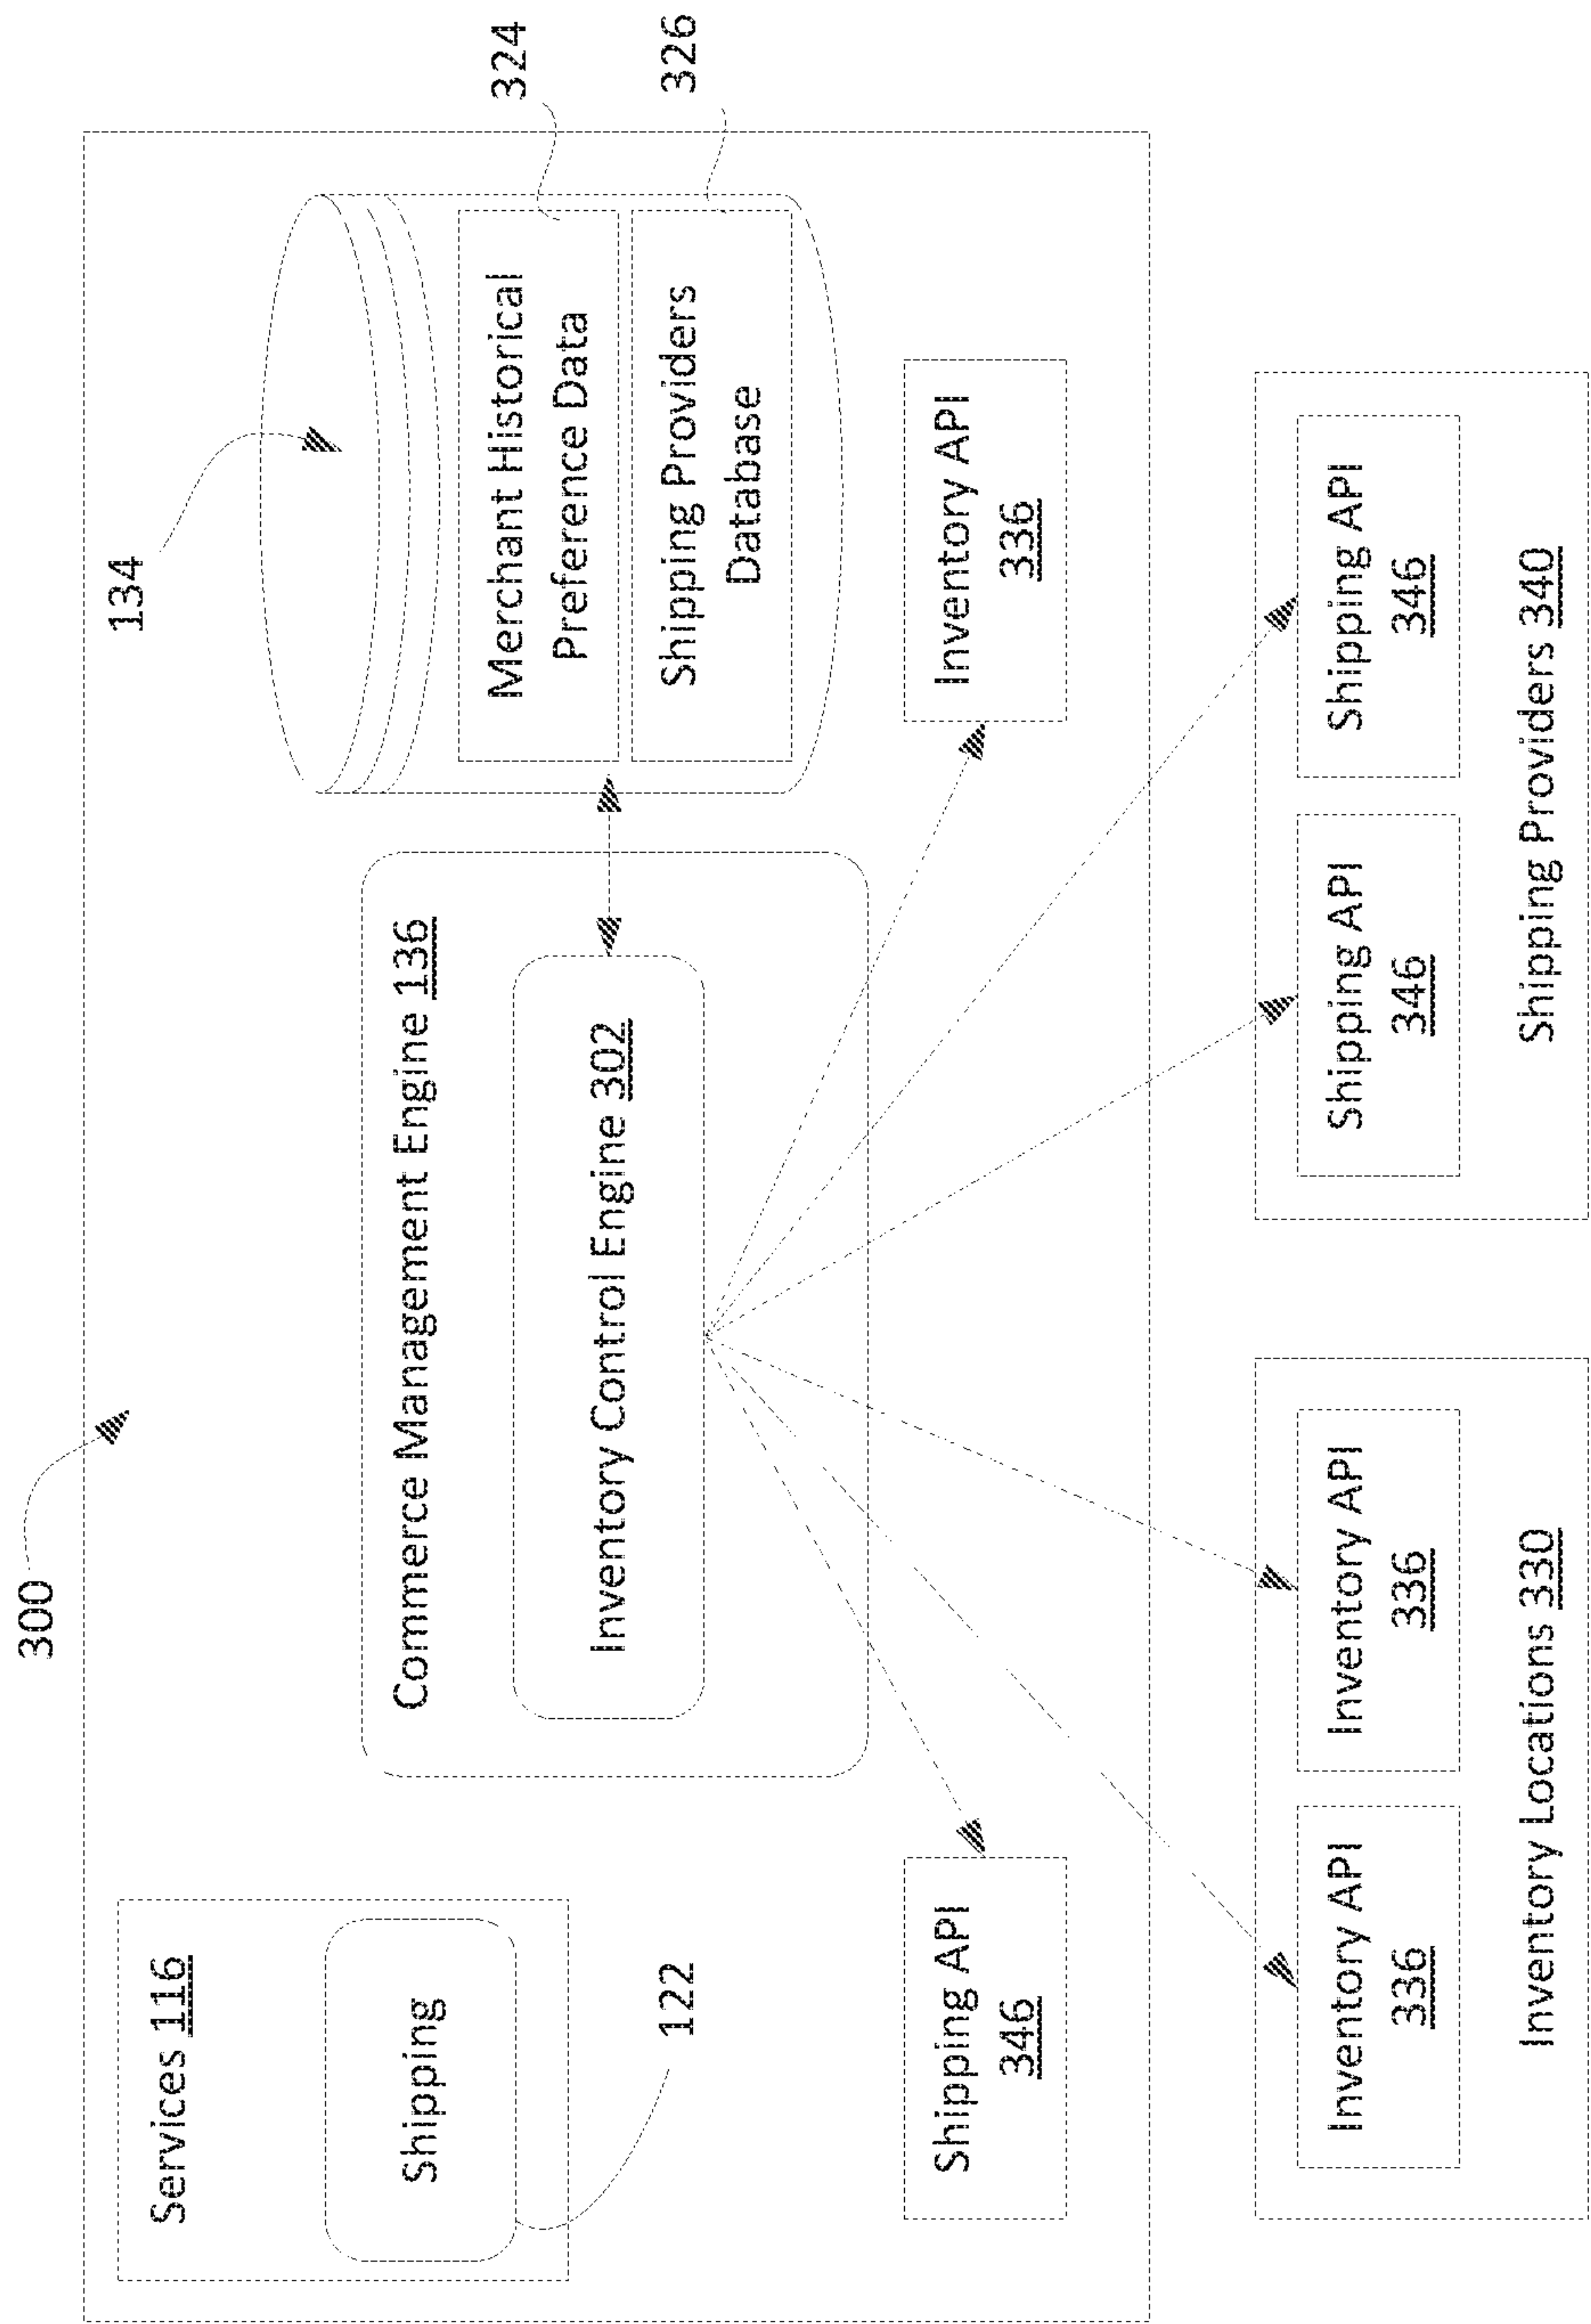 300
134
324
326
Services 116
Shipping
122
Commerce Management Engine 136
Inventory Control Engine 302
Merchant Historical
Preference Data
Shipping Providers
Database
Shipping API
346
Inventory API
336
Inventory API
336
Inventory API
336
Inventory Locations 330
Shipping API
346
Shipping API
346
Shipping Providers 340